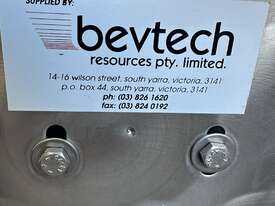 SUPPLIED BY:
bevtech
resources pty. limited.
14-16 wilson street, south yarra, victoria, 3141
p.o. box 44, south yarra, victoria, 3141
ph: (03) 826 1620
fax: (03) 824 0192